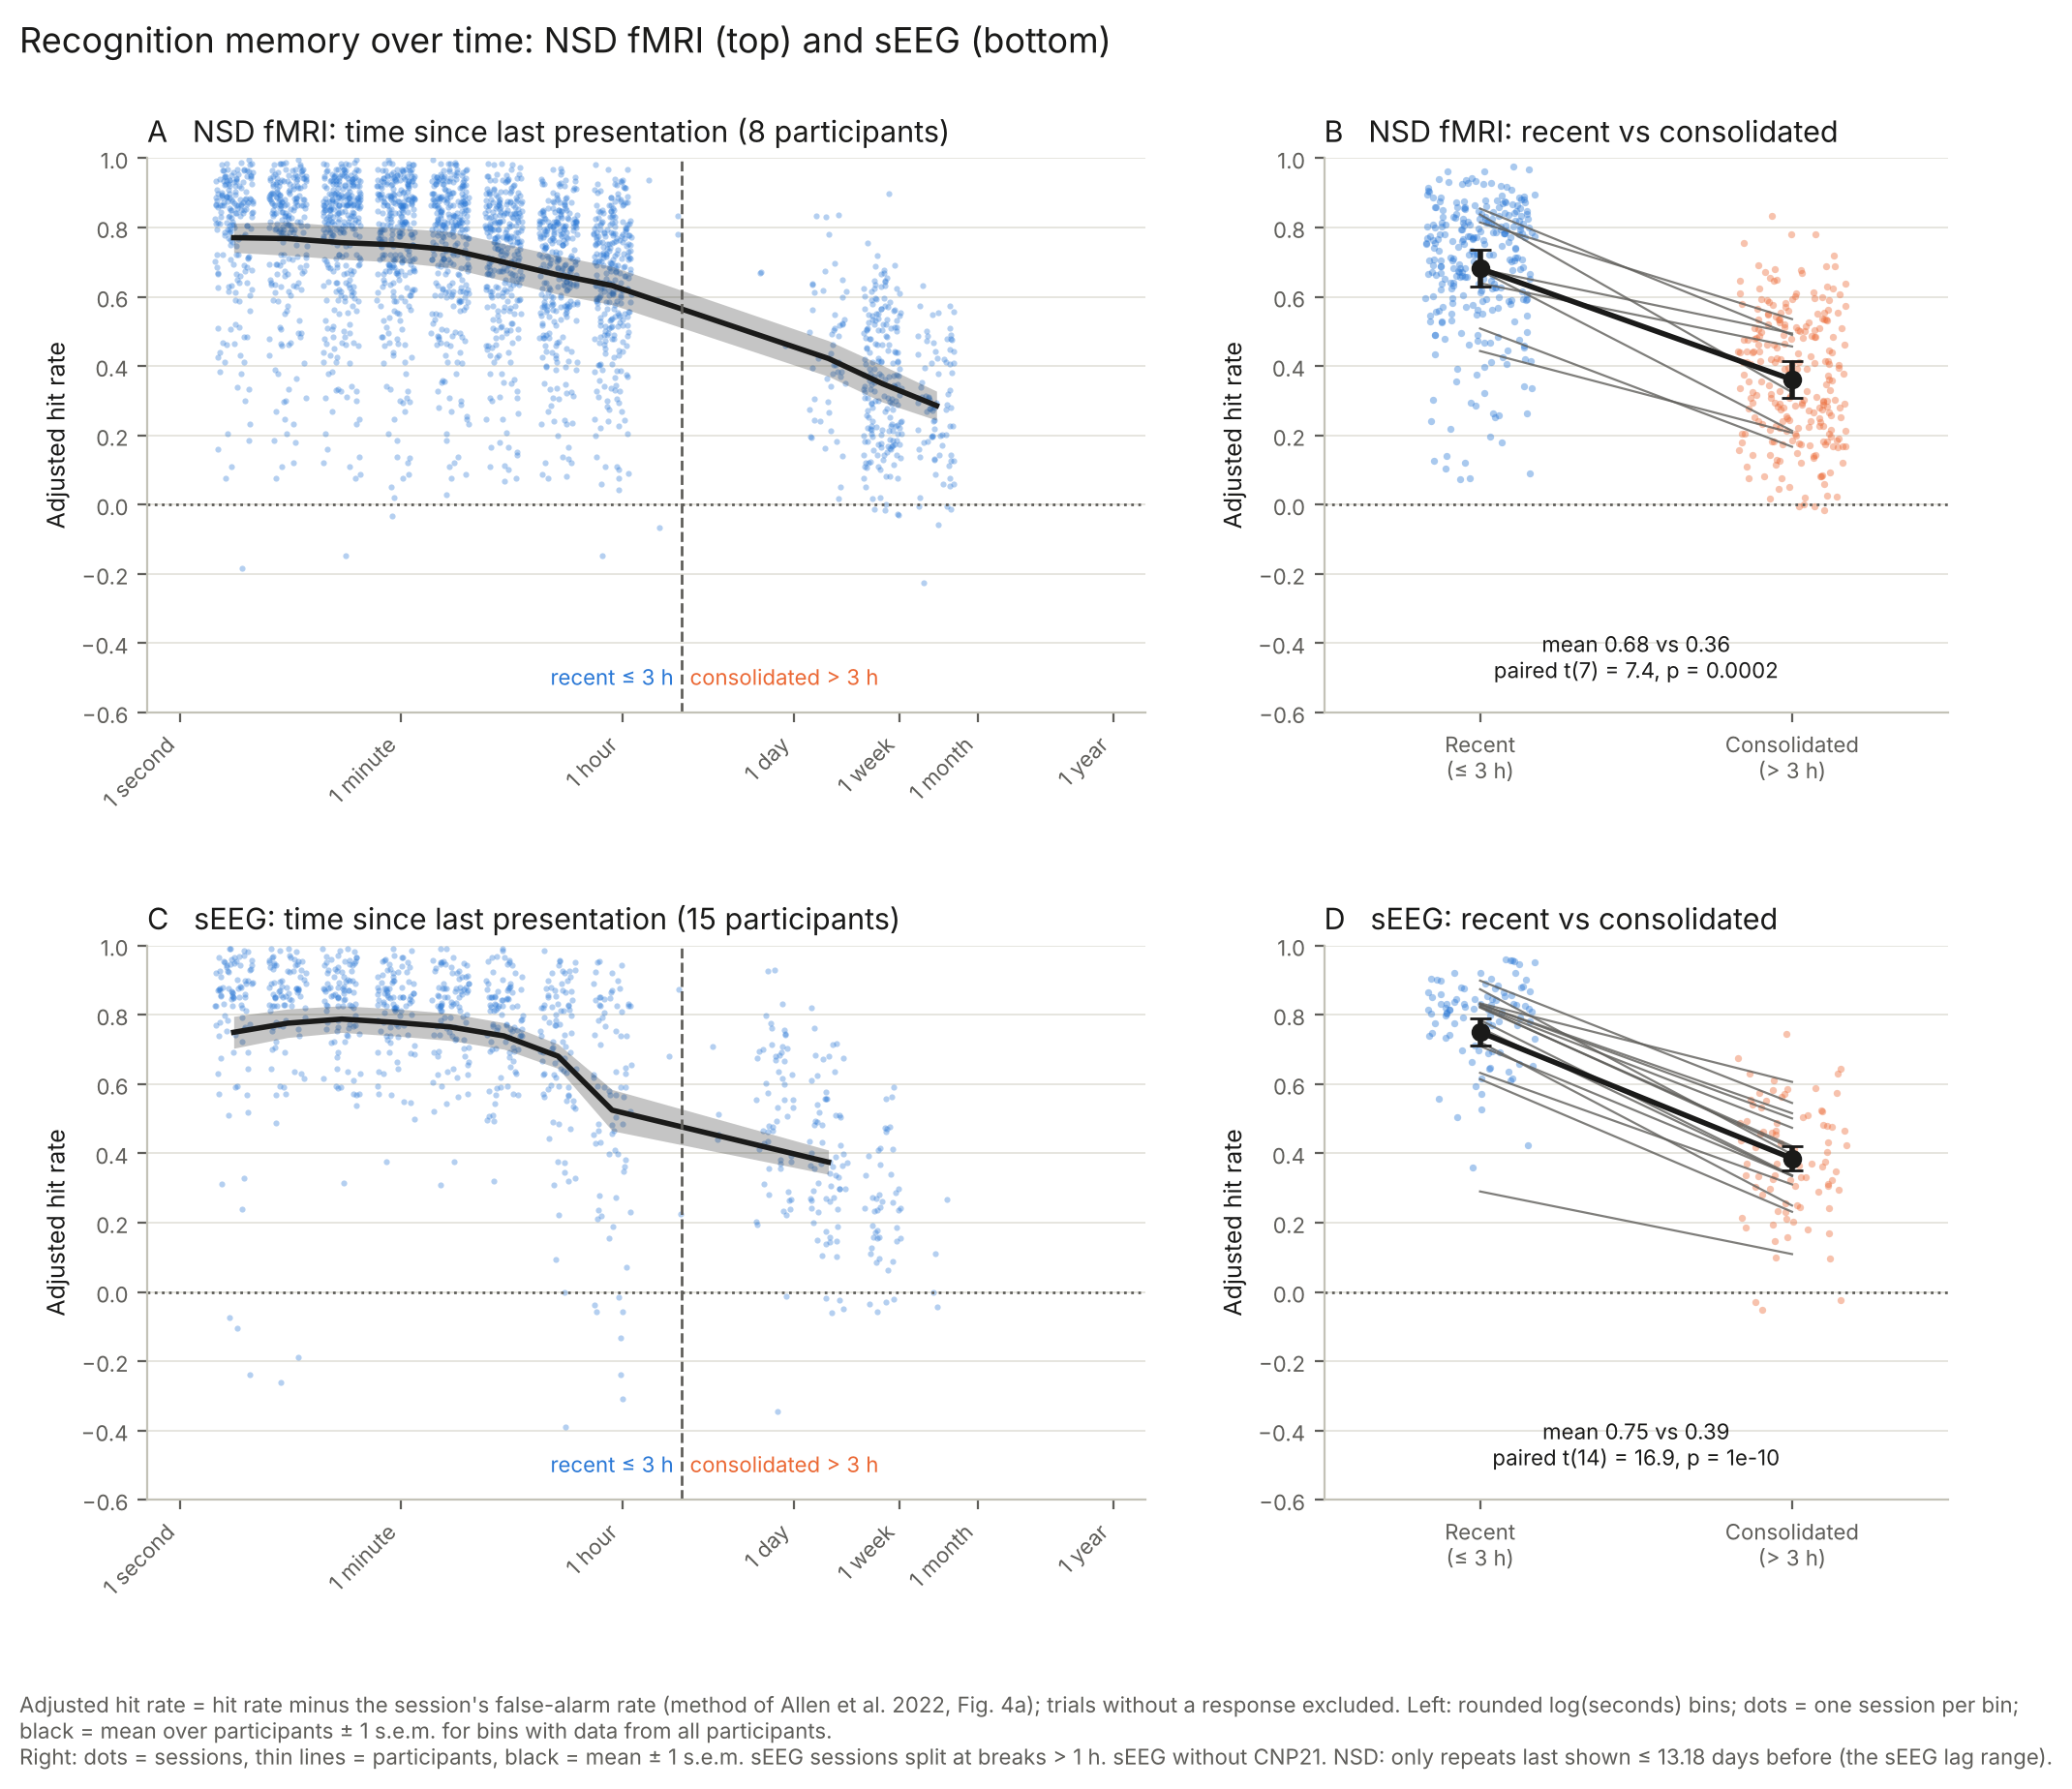 Recognition memory over time: NSD fMRI (top) and sEEG (bottom)
A NSD fMRI: time since last presentation (8 participants)
1.0
0.8
0.6
0.4
0.2
0.0
−0.2
−0.4
−0.6
Adjusted hit rate
recent ≤ 3 h
consolidated > 3 h
1 second
1 minute
1 hour
1 day
1 week
1 month
1 year
B NSD fMRI: recent vs consolidated
1.0
0.8
0.6
0.4
0.2
0.0
−0.2
−0.4
−0.6
Adjusted hit rate
mean 0.68 vs 0.36
paired t(7) = 7.4, p = 0.0002
Recent
(≤ 3 h)
Consolidated
(> 3 h)
C sEEG: time since last presentation (15 participants)
1.0
0.8
0.6
0.4
0.2
0.0
−0.2
−0.4
−0.6
Adjusted hit rate
recent ≤ 3 h
consolidated > 3 h
1 second
1 minute
1 hour
1 day
1 week
1 month
1 year
D sEEG: recent vs consolidated
1.0
0.8
0.6
0.4
0.2
0.0
−0.2
−0.4
−0.6
Adjusted hit rate
mean 0.75 vs 0.39
paired t(14) = 16.9, p = 1e-10
Recent
(≤ 3 h)
Consolidated
(> 3 h)
Adjusted hit rate = hit rate minus the session's false-alarm rate (method of Allen et al. 2022, Fig. 4a); trials without a response excluded. Left: rounded log(seconds) bins; dots = one session per bin;
black = mean over participants ± 1 s.e.m. for bins with data from all participants.
Right: dots = sessions, thin lines = participants, black = mean ± 1 s.e.m. sEEG sessions split at breaks > 1 h. sEEG without CNP21. NSD: only repeats last shown ≤ 13.18 days before (the sEEG lag range).